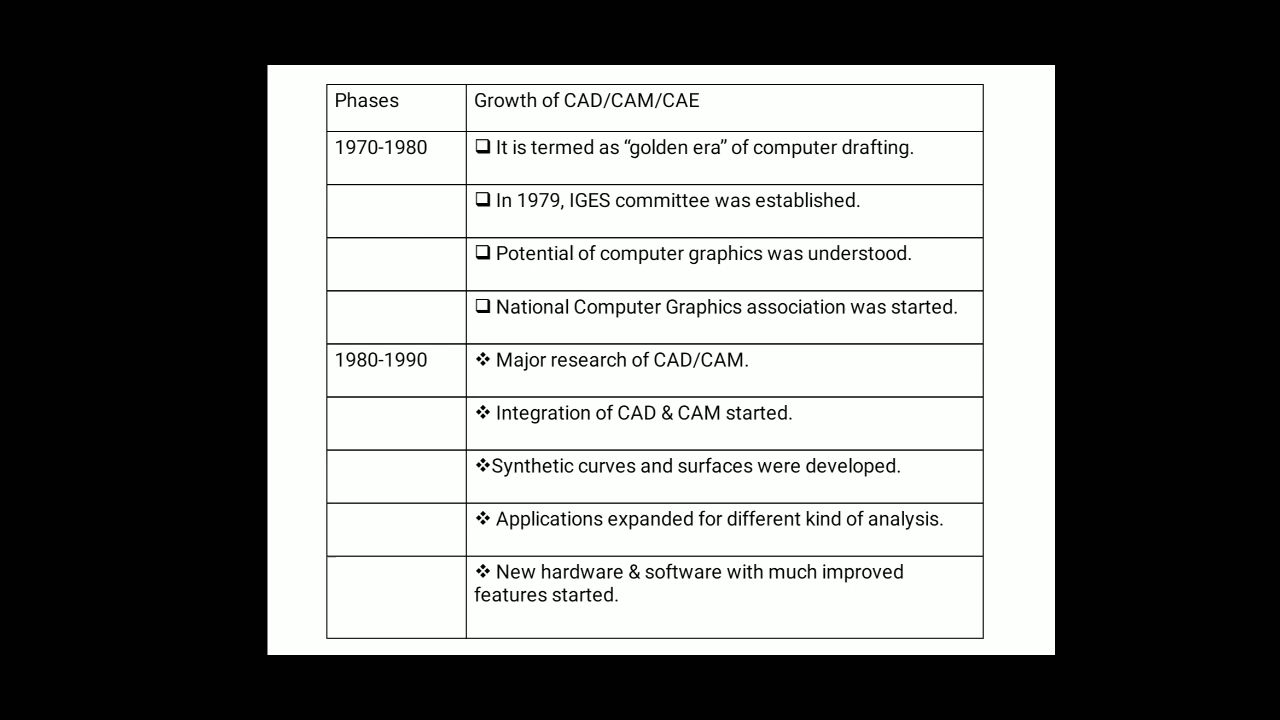 Phases
Growth of CAD/CAM/CAE
1970-1980
❑ It is termed as “golden era” of computer drafting.
❑ In 1979, IGES committee was established.
❑ Potential of computer graphics was understood.
❑ National Computer Graphics association was started.
1980-1990
❖ Major research of CAD/CAM.
❖ Integration of CAD & CAM started.
❖Synthetic curves and surfaces were developed.
❖ Applications expanded for different kind of analysis.
❖ New hardware & software with much improved
features started.